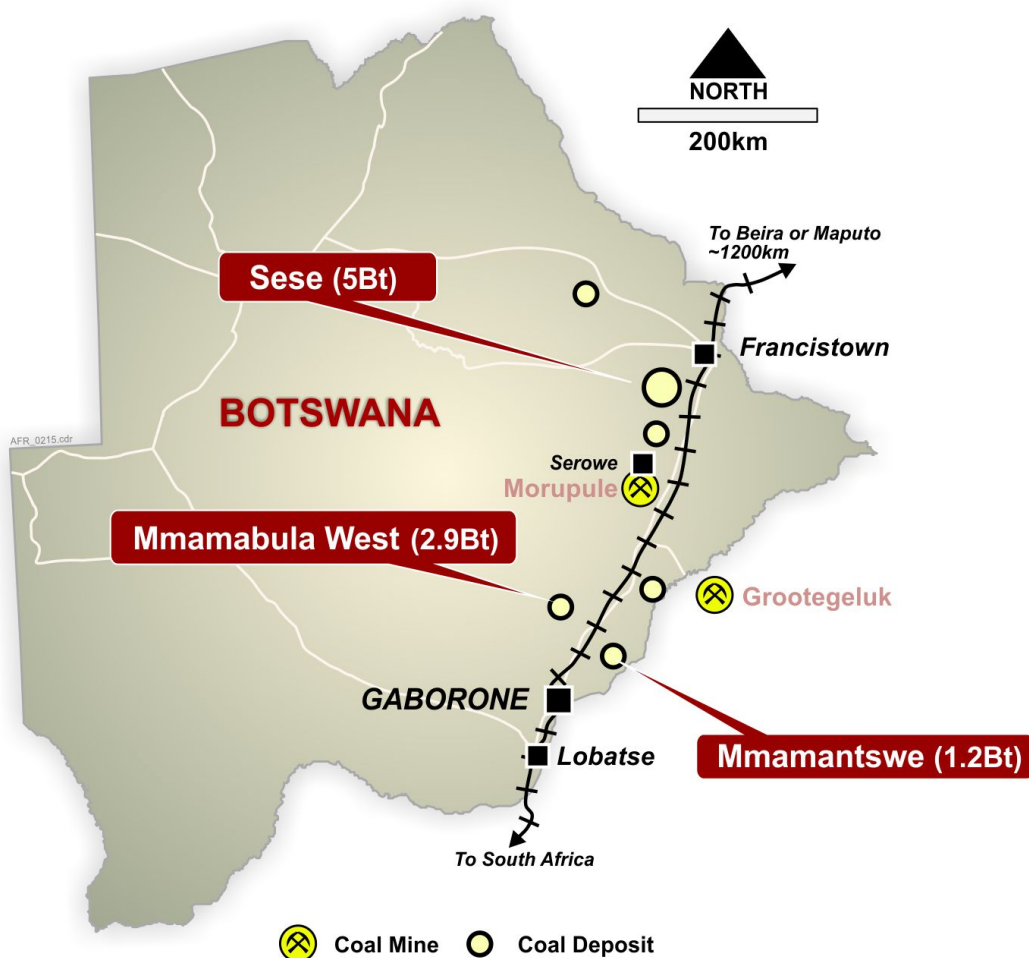 NORTH
200km
To Beira or Maputo
~1200km
Sese (5Bt)
Francistown
BOTSWANA
AFR_0215.cdr
Serowe
Morupule
Mmamabula West (2.9Bt)
Grootegeluk
GABORONE
Mmamantswe (1.2Bt)
Lobatse
To South Africa
Coal Mine
Coal Deposit